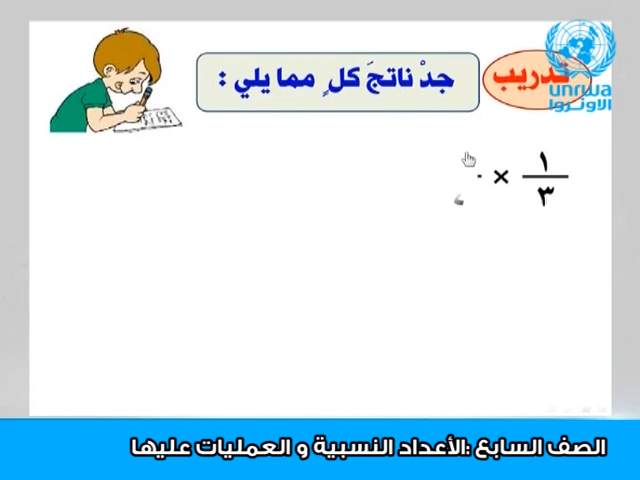 تدريب
جدْ ناتجَ كلٍ مما يلي :
unrwa
الأونروا
١
×
٣
الصف السابع :الأعداد النسبية و العمليات عليها